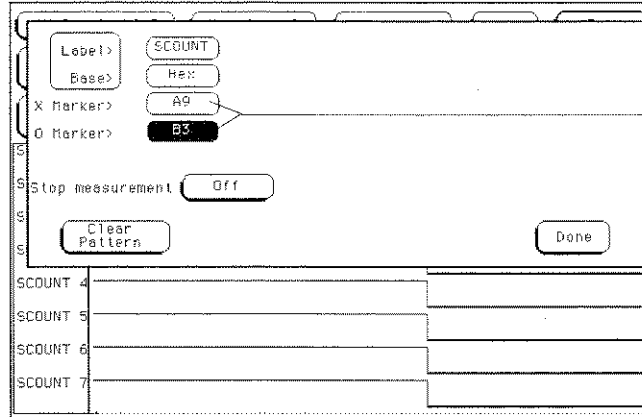 Label> SCOUNT
Base> Hex
X Marker> A9
O Marker> B3
Stop measurement Off
Clear
Pattern
Done
SCOUNT 4
SCOUNT 5
SCOUNT 6
SCOUNT 7